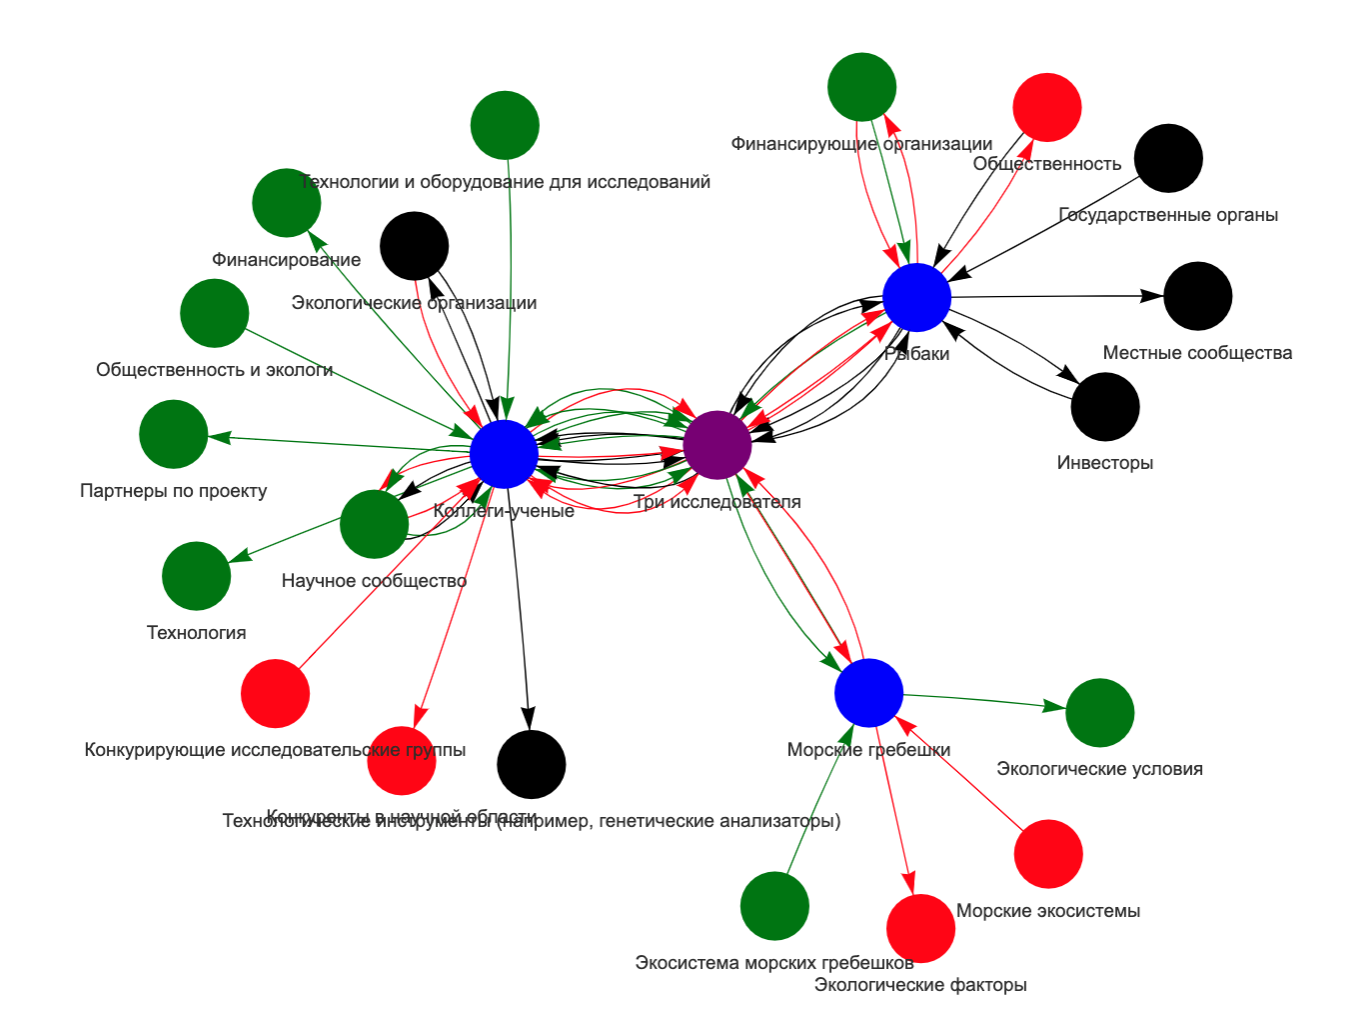 Финансирующие организации
Общественность
Технологии и оборудование для исследований
Государственные органы
Финансирование
Экологические организации
Местные сообщества
Рыбаки
Общественность и экологи
Инвесторы
Партнеры по проекту
Три исследователя
Коллеги-ученые
Научное сообщество
Технология
Конкурирующие исследовательские группы
Морские гребешки
Экологические условия
Конкуренты в научной области
Технологические инструменты (например, генетические анализаторы)
Морские экосистемы
Экосистема морских гребешков
Экологические факторы